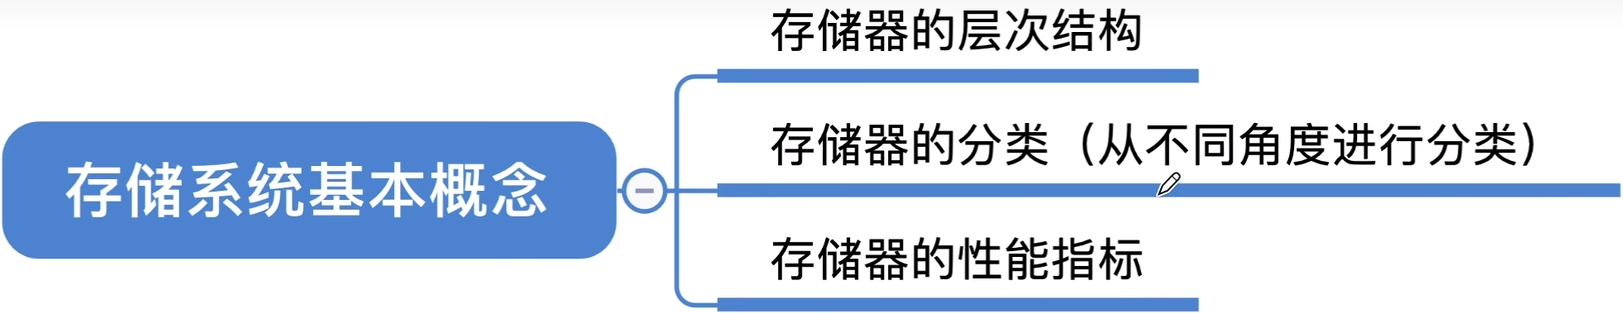 存储系统基本概念
存储器的层次结构
存储器的分类（从不同角度进行分类）
存储器的性能指标